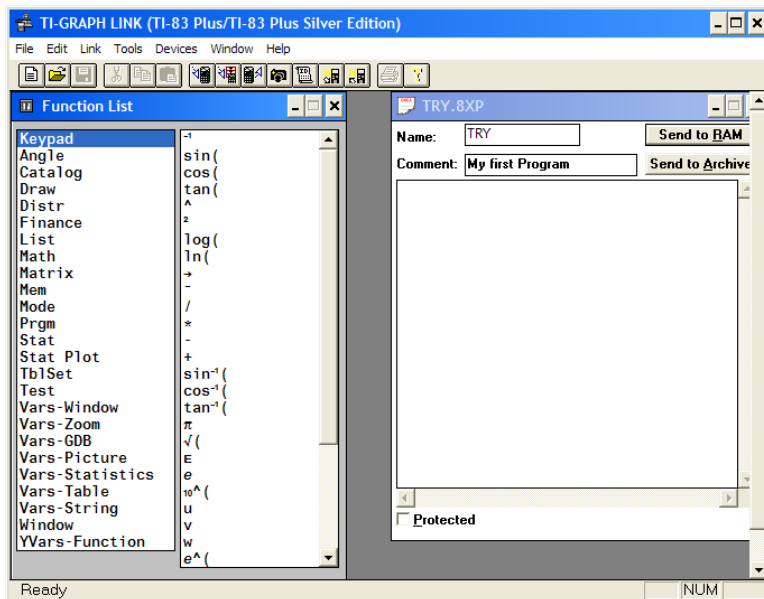 TI-GRAPH LINK (TI-83 Plus/TI-83 Plus Silver Edition)
File Edit Link Tools Devices Window Help
Function List
Keypad
Angle
Catalog
Draw
Distr
Finance
List
Math
Matrix
Mem
Mode
Prgm
Stat
Stat Plot
TblSet
Test
Vars-Window
Vars-Zoom
Vars-GDB
Vars-Picture
Vars-Statistics
Vars-Table
Vars-String
Window
YVars-Function
⁻¹
sin(
cos(
tan(
^
²
log(
ln(
→
⁻
/
*
-
+
sin⁻¹(
cos⁻¹(
tan⁻¹(
π
√(
E
e
10^(
u
v
w
e^(
TRY.8XP
Name: TRY Send to RAM
Comment: My first Program Send to Archive
Protected
Ready NUM